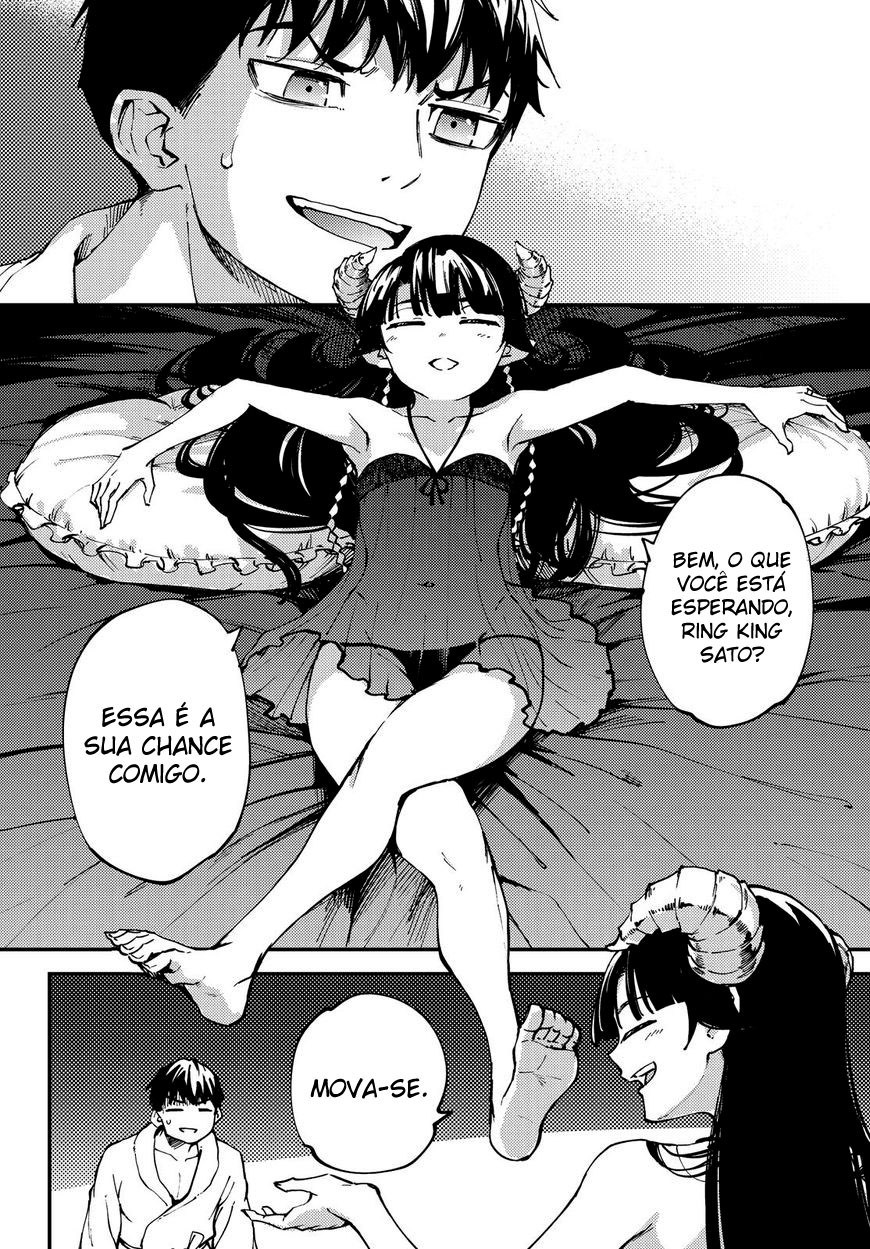 BEM, O QUE
VOCÊ ESTÁ
ESPERANDO,
RING KING
SATO?
ESSA É A
SUA CHANCE
COMIGO.
MOVA-SE.